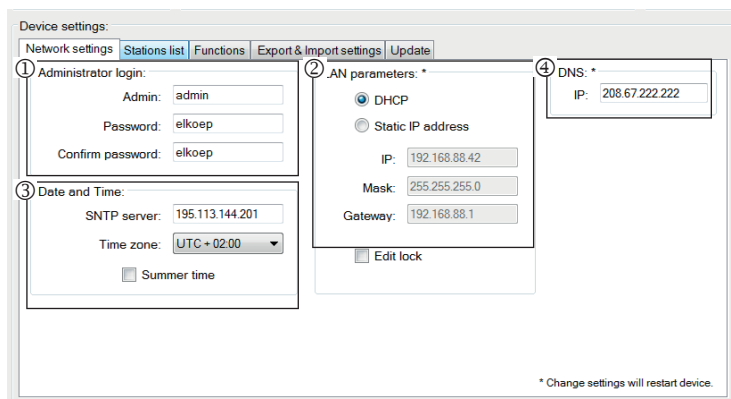 Device settings:
Network settings Stations list Functions Export & Import settings Update
① Administrator login:
Admin: admin
Password: elkoep
Confirm password: elkoep
② LAN parameters: *
DHCP
Static IP address
IP: 192.168.88.42
Mask: 255.255.255.0
Gateway: 192.168.88.1
Edit lock
③ Date and Time:
SNTP server: 195.113.144.201
Time zone: UTC + 02:00
Summer time
④ DNS: *
IP: 208.67.222.222
* Change settings will restart device.